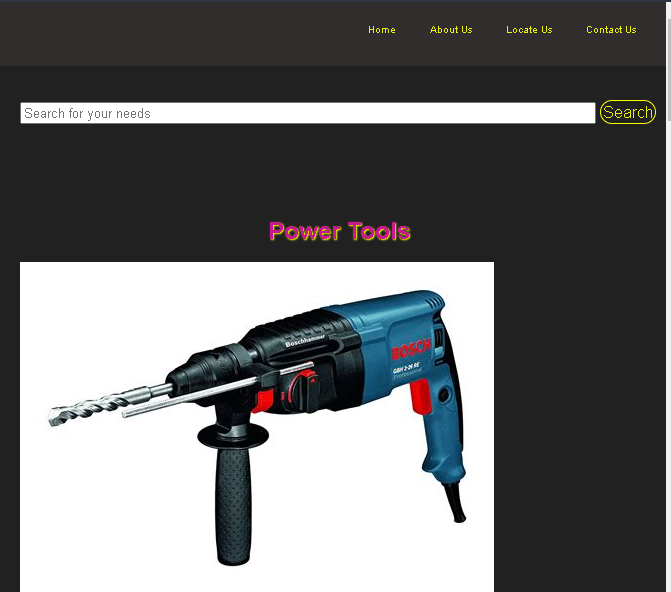 Home About Us Locate Us Contact Us
Search for your needs Search
Power Tools
Boschhammer
BOSCH
GBH 2-26 RE
Professional